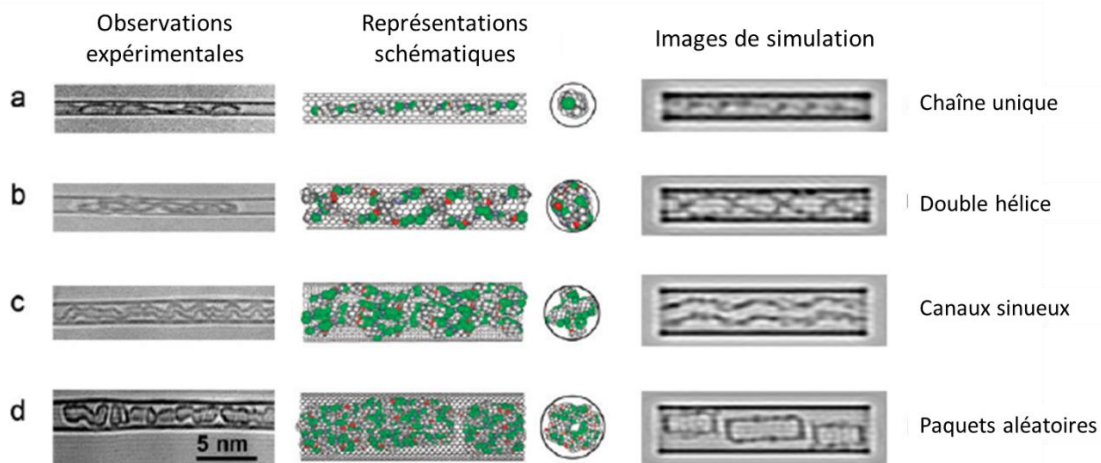 Observations
expérimentales
Représentations
schématiques
Images de simulation
a
Chaîne unique
b
Double hélice
c
Canaux sinueux
d
5 nm
Paquets aléatoires